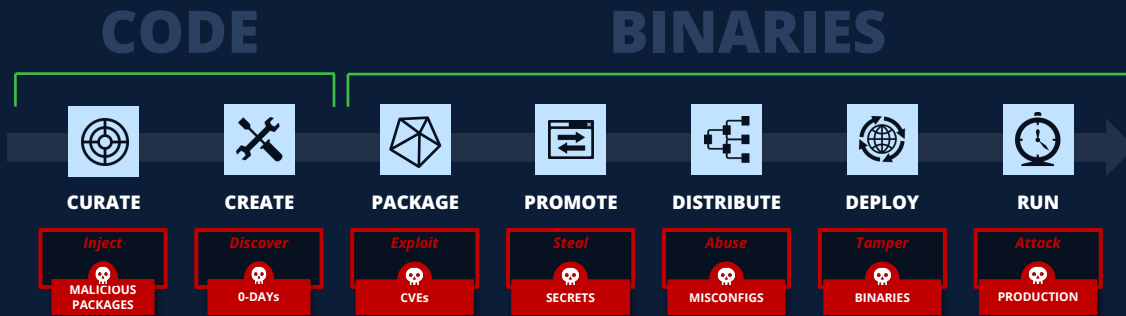 CODE
BINARIES
CURATE
CREATE
PACKAGE
PROMOTE
DISTRIBUTE
DEPLOY
RUN
Inject
Discover
Exploit
Steal
Abuse
Tamper
Attack
MALICIOUS
PACKAGES
0-DAYs
CVEs
SECRETS
MISCONFIGS
BINARIES
PRODUCTION